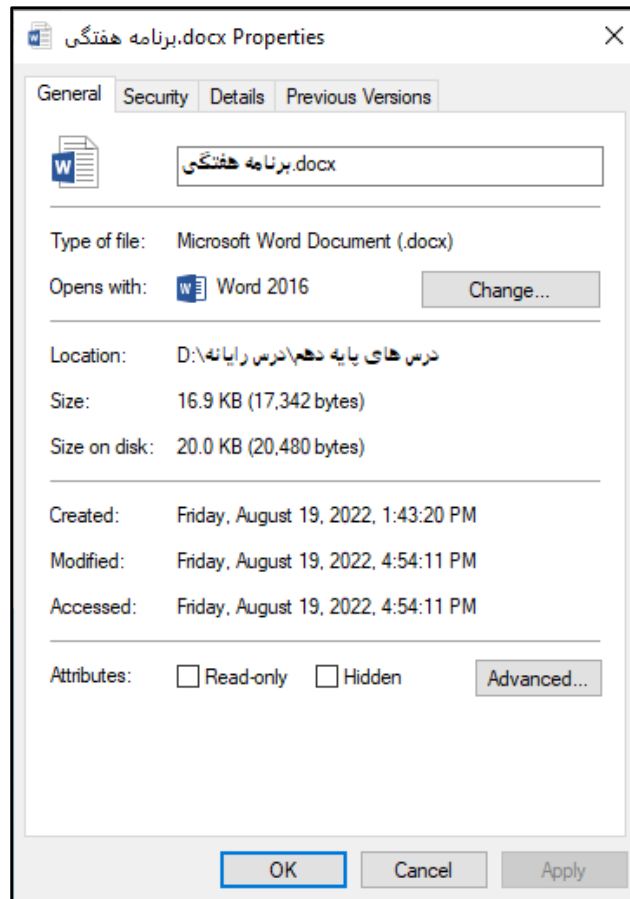 برنامه هفتگی.docx Properties
General Security Details Previous Versions
برنامه هفتگی.docx
Type of file: Microsoft Word Document (.docx)
Opens with: Word 2016 Change...
Location: D:\درس های پایه دهم\درس رایانه
Size: 16.9 KB (17,342 bytes)
Size on disk: 20.0 KB (20,480 bytes)
Created: Friday, August 19, 2022, 1:43:20 PM
Modified: Friday, August 19, 2022, 4:54:11 PM
Accessed: Friday, August 19, 2022, 4:54:11 PM
Attributes: Read-only Hidden Advanced...
OK Cancel Apply